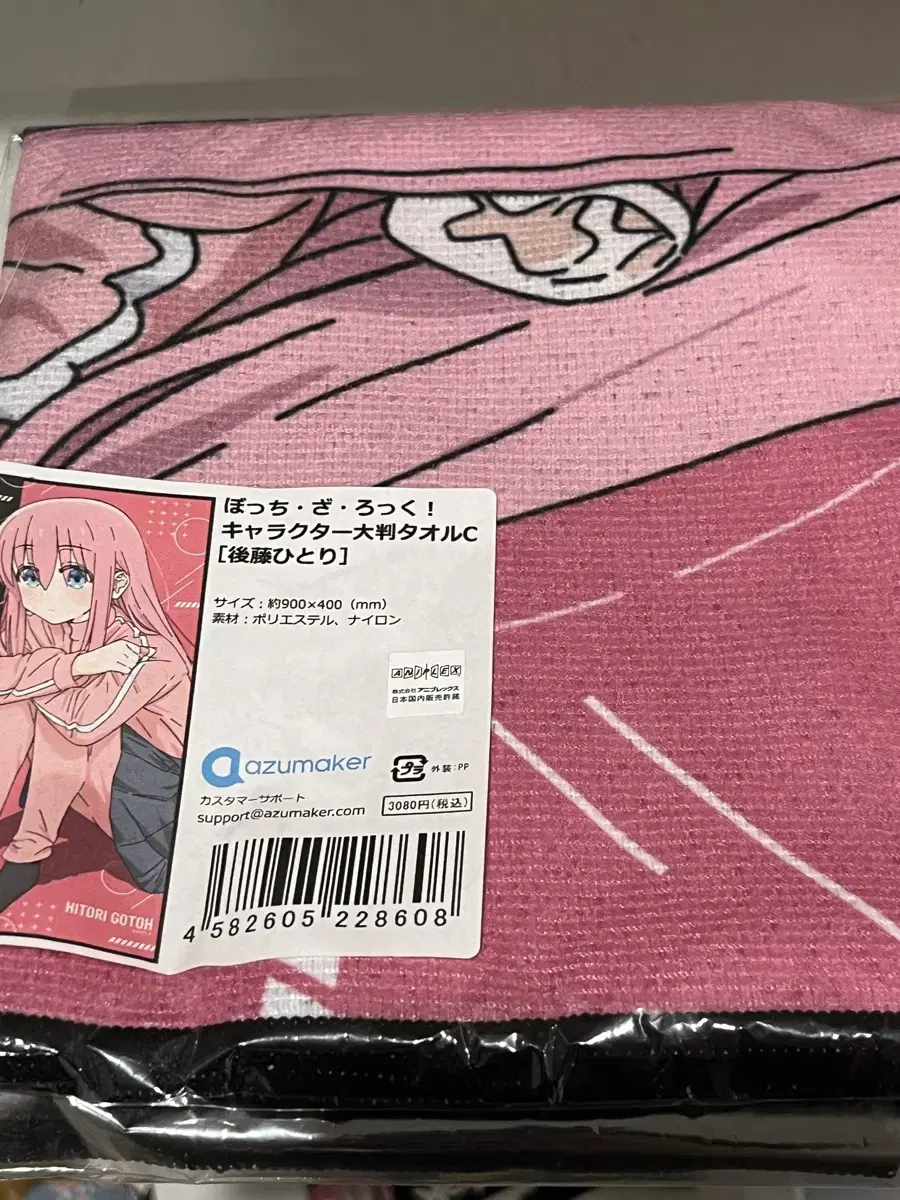 ぼっち・ざ・ろっく！
キャラクター大判タオルC
[後藤ひとり]
サイズ：約900×400（mm）
素材：ポリエステル、ナイロン
ANIPLEX
株式会社アニプレックス
日本国内販売許諾
azumaker
プラ 外装：PP
カスタマーサポート
support@azumaker.com
3080円(税込)
4 582605 228608
HITORI GOTOH